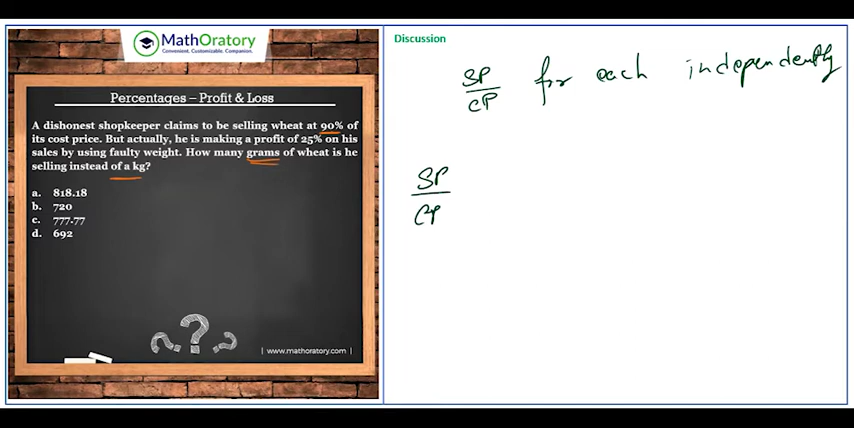 MathOratory
Convenient. Customizable. Companion.
Percentages – Profit & Loss
A dishonest shopkeeper claims to be selling wheat at 90% of
its cost price. But actually, he is making a profit of 25% on his
sales by using faulty weight. How many grams of wheat is he
selling instead of a kg?
a. 818.18
b. 720
c. 777.77
d. 692
???
| www.mathoratory.com |
Discussion
SP
CP
for each independently
SP
CP